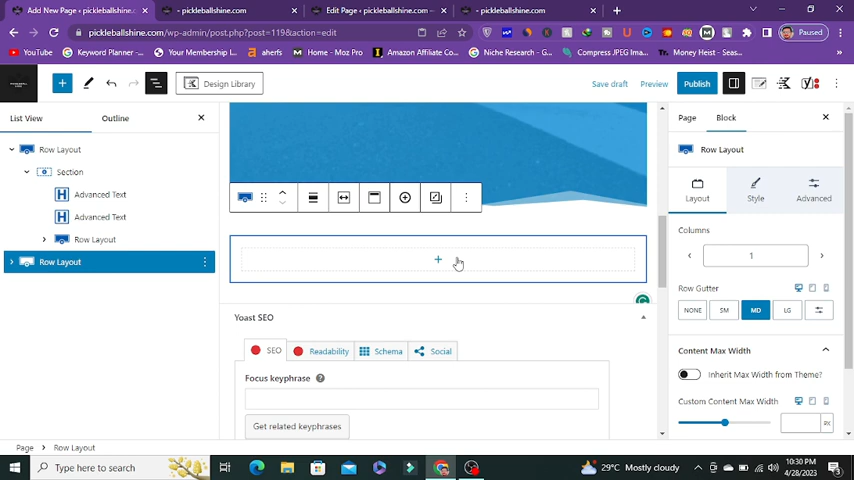 Add New Page ‹ pickleballshine.co
- pickleballshine.com
Edit Page ‹ pickleballshine.com —
- pickleballshine.com
pickleballshine.com/wp-admin/post.php?post=119&action=edit
Paused
YouTube
Keyword Planner -...
Your Membership I...
aherfs
Home - Moz Pro
Amazon Affiliate Co...
Niche Research - G...
Compress JPEG Ima...
Money Heist - Seas...
Design Library
Save draft
Preview
Publish
List View
Outline
Page
Block
Row Layout
Section
Advanced Text
Advanced Text
Row Layout
Row Layout
Row Layout
Layout
Style
Advanced
Columns
1
Row Gutter
NONE
SM
MD
LG
Content Max Width
Inherit Max Width from Theme?
Custom Content Max Width
PX
Yoast SEO
SEO
Readability
Schema
Social
Focus keyphrase
Get related keyphrases
Page
Row Layout
Type here to search
29°C Mostly cloudy
10:30 PM
4/28/2023
3